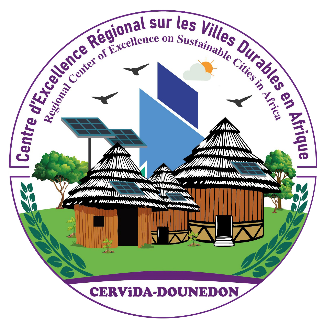 Centre d'Excellence Régional sur les Villes Durables en Afrique
Regional Center of Excellence on Sustainable Cities in Africa
CERViDA-DOUNEDON